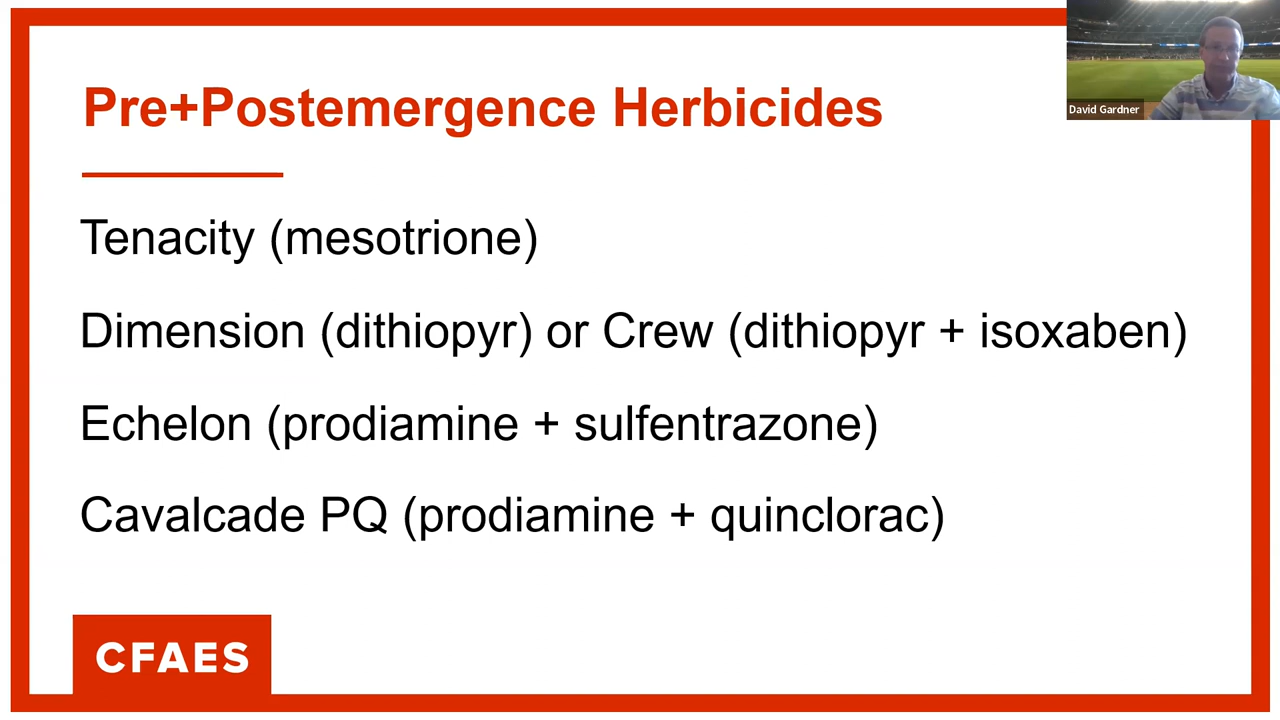 Pre+Postemergence Herbicides
David Gardner
Tenacity (mesotrione)
Dimension (dithiopyr) or Crew (dithiopyr + isoxaben)
Echelon (prodiamine + sulfentrazone)
Cavalcade PQ (prodiamine + quinclorac)
CFAES